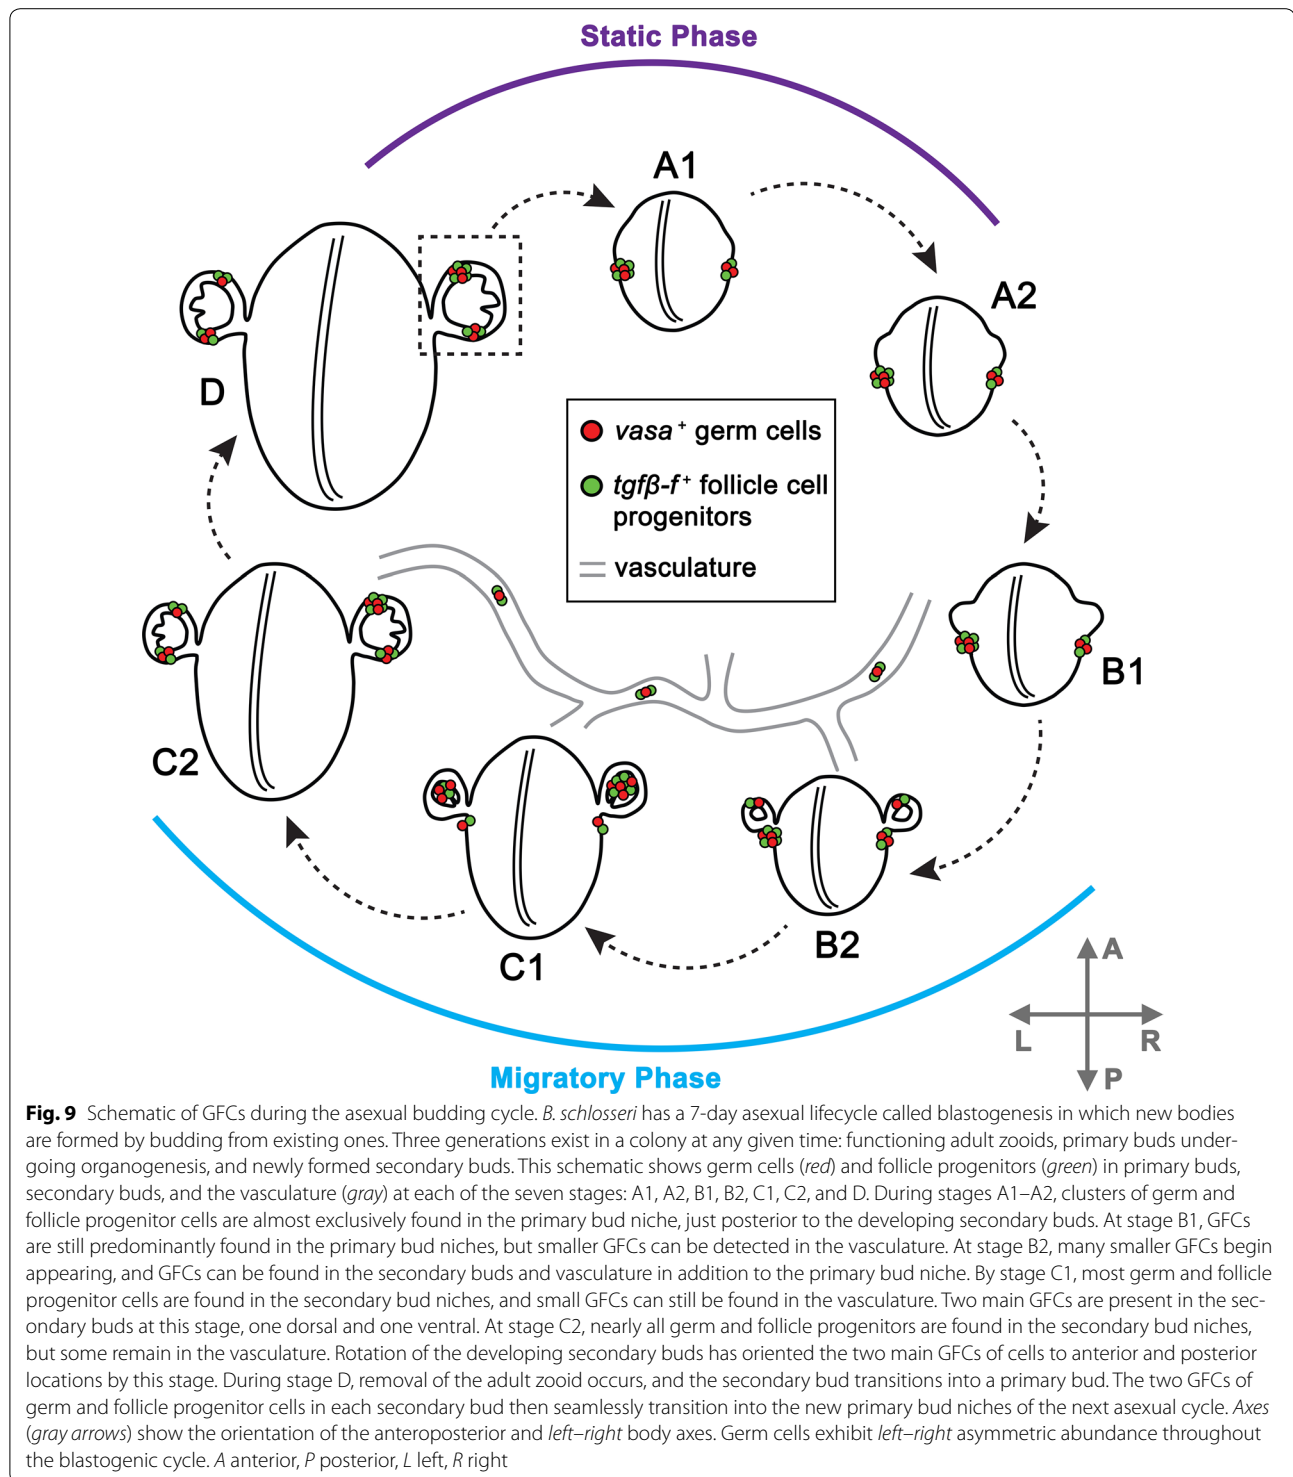 Static Phase
A1
A2
D
vasa+ germ cells
tgfβ-f+ follicle cell
progenitors
vasculature
B1
C2
C1
B2
A
L R
P
Migratory Phase
Fig. 9 Schematic of GFCs during the asexual budding cycle. B. schlosseri has a 7-day asexual lifecycle called blastogenesis in which new bodies
are formed by budding from existing ones. Three generations exist in a colony at any given time: functioning adult zooids, primary buds under-
going organogenesis, and newly formed secondary buds. This schematic shows germ cells (red) and follicle progenitors (green) in primary buds,
secondary buds, and the vasculature (gray) at each of the seven stages: A1, A2, B1, B2, C1, C2, and D. During stages A1–A2, clusters of germ and
follicle progenitor cells are almost exclusively found in the primary bud niche, just posterior to the developing secondary buds. At stage B1, GFCs
are still predominantly found in the primary bud niches, but smaller GFCs can be detected in the vasculature. At stage B2, many smaller GFCs begin
appearing, and GFCs can be found in the secondary buds and vasculature in addition to the primary bud niche. By stage C1, most germ and follicle
progenitor cells are found in the secondary bud niches, and small GFCs can still be found in the vasculature. Two main GFCs are present in the sec-
ondary buds at this stage, one dorsal and one ventral. At stage C2, nearly all germ and follicle progenitors are found in the secondary bud niches,
but some remain in the vasculature. Rotation of the developing secondary buds has oriented the two main GFCs of cells to anterior and posterior
locations by this stage. During stage D, removal of the adult zooid occurs, and the secondary bud transitions into a primary bud. The two GFCs of
germ and follicle progenitor cells in each secondary bud then seamlessly transition into the new primary bud niches of the next asexual cycle. Axes
(gray arrows) show the orientation of the anteroposterior and left–right body axes. Germ cells exhibit left–right asymmetric abundance throughout
the blastogenic cycle. A anterior, P posterior, L left, R right